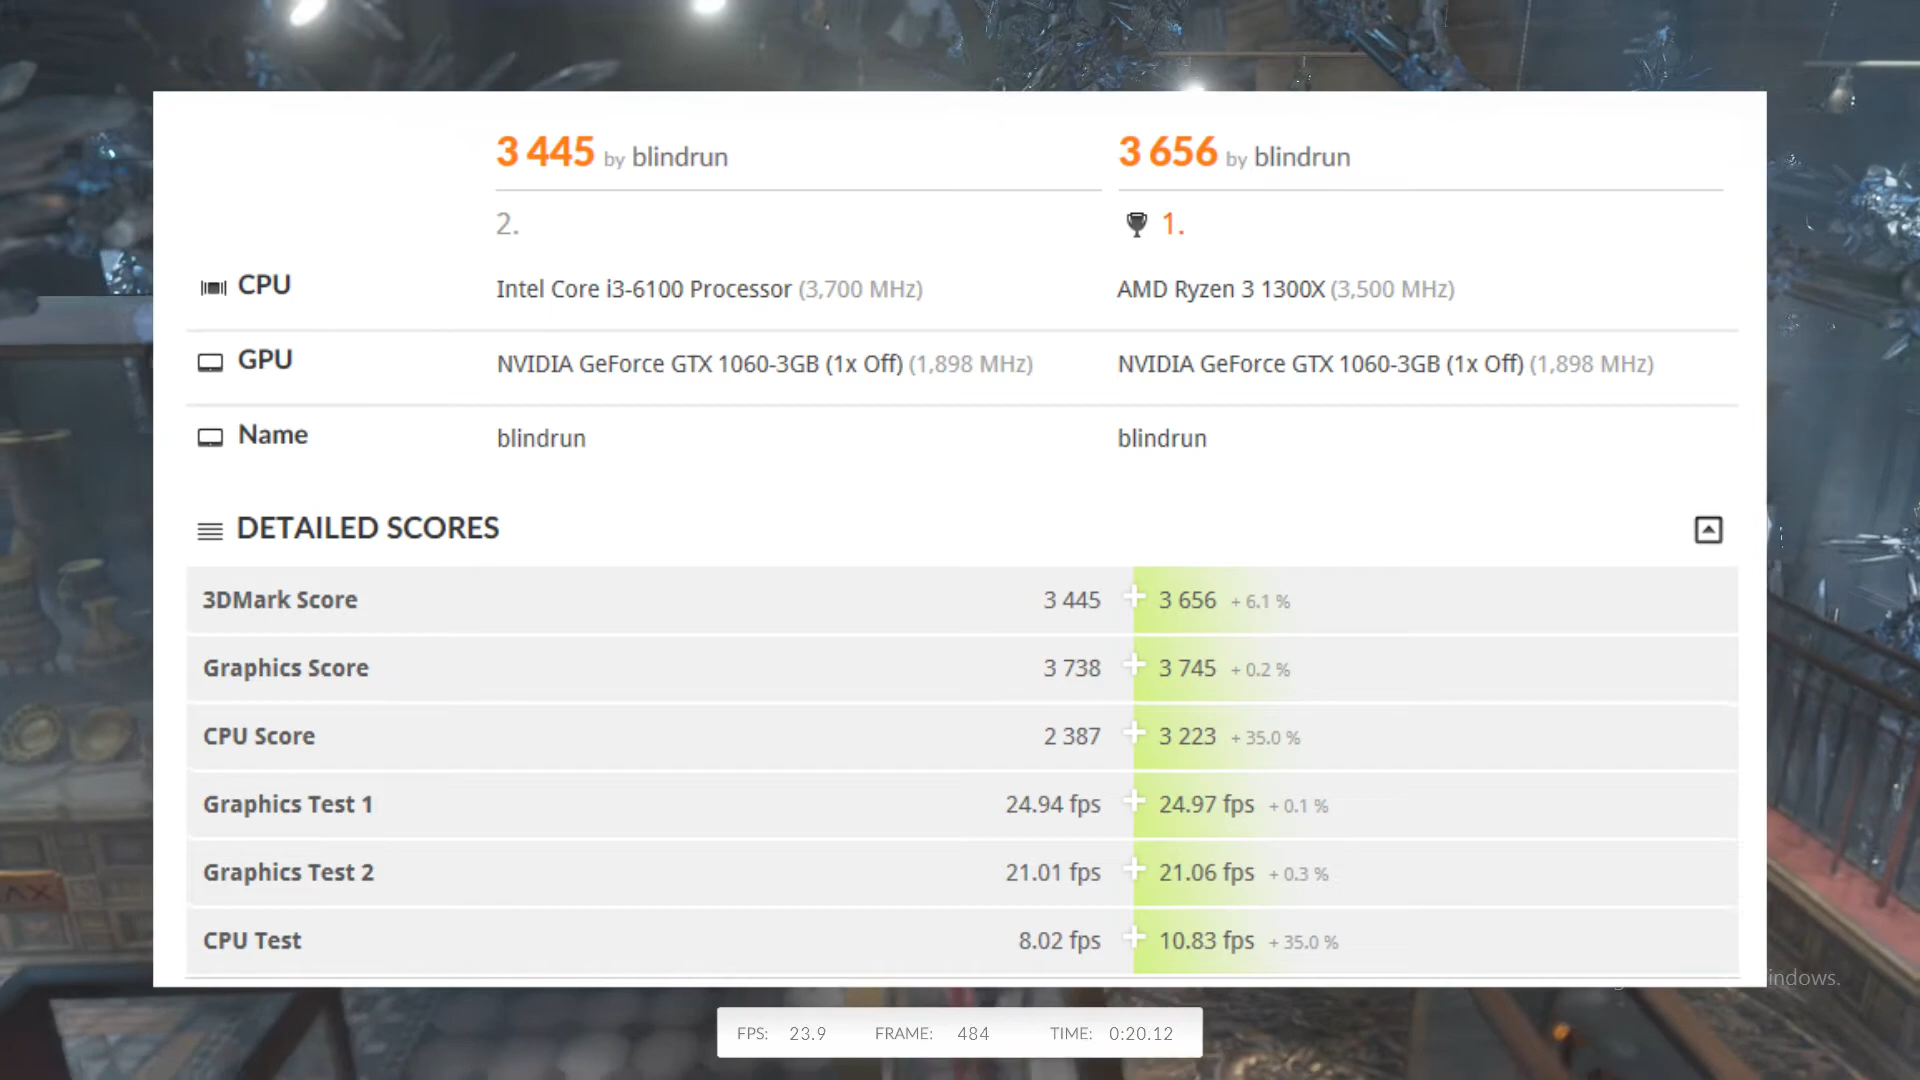 3 445 by blindrun 3 656 by blindrun
2. 1.
CPU Intel Core i3-6100 Processor (3,700 MHz) AMD Ryzen 3 1300X (3,500 MHz)
GPU NVIDIA GeForce GTX 1060-3GB (1x Off) (1,898 MHz) NVIDIA GeForce GTX 1060-3GB (1x Off) (1,898 MHz)
Name blindrun blindrun
DETAILED SCORES
3DMark Score 3 445 + 3 656 + 6.1 %
Graphics Score 3 738 + 3 745 + 0.2 %
CPU Score 2 387 + 3 223 + 35.0 %
Graphics Test 1 24.94 fps + 24.97 fps + 0.1 %
Graphics Test 2 21.01 fps + 21.06 fps + 0.3 %
CPU Test 8.02 fps + 10.83 fps + 35.0 %
indows.
FPS: 23.9 FRAME: 484 TIME: 0:20.12